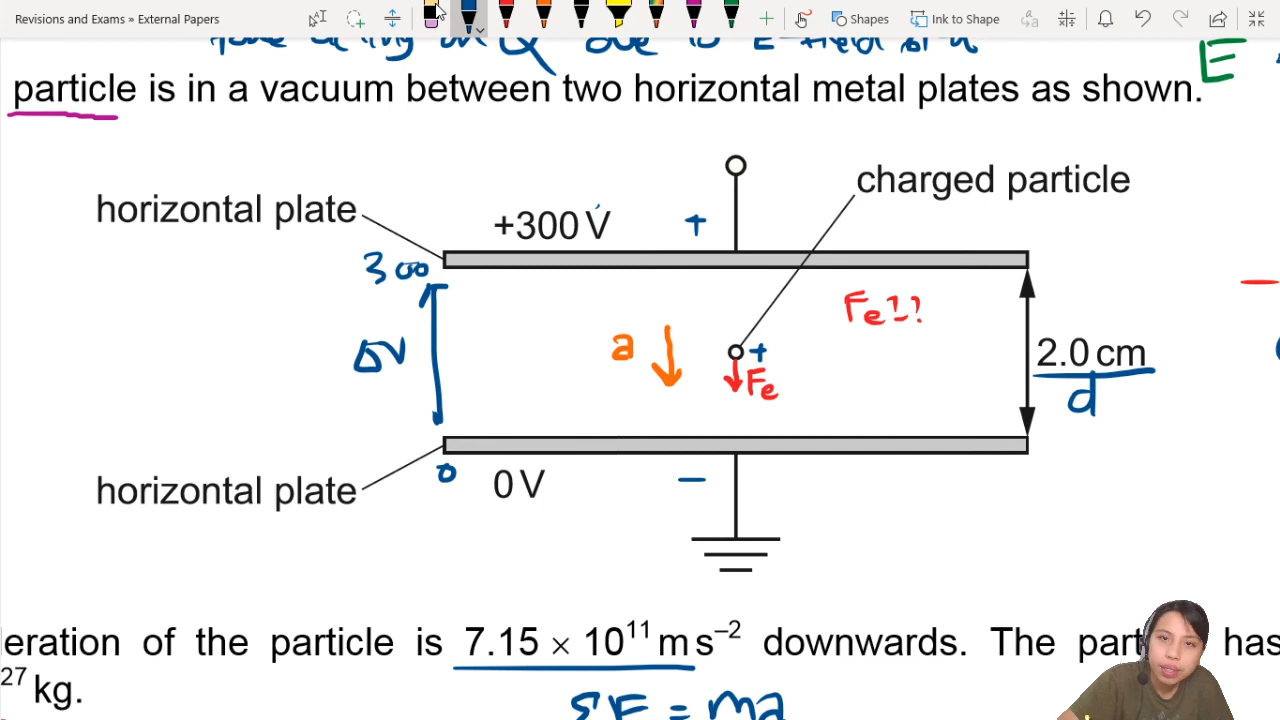 Revisions and Exams » External Papers
Shapes
Ink to Shape
E
particle is in a vacuum between two horizontal metal plates as shown.
charged particle
horizontal plate
+300 V
+
300
Fe ??
a
+
ΔV
2.0 cm
Fe
d
0
0 V
−
horizontal plate
eration of the particle is 7.15 × 10¹¹ m s⁻² downwards. The part has
27 kg.
ΣF = ma